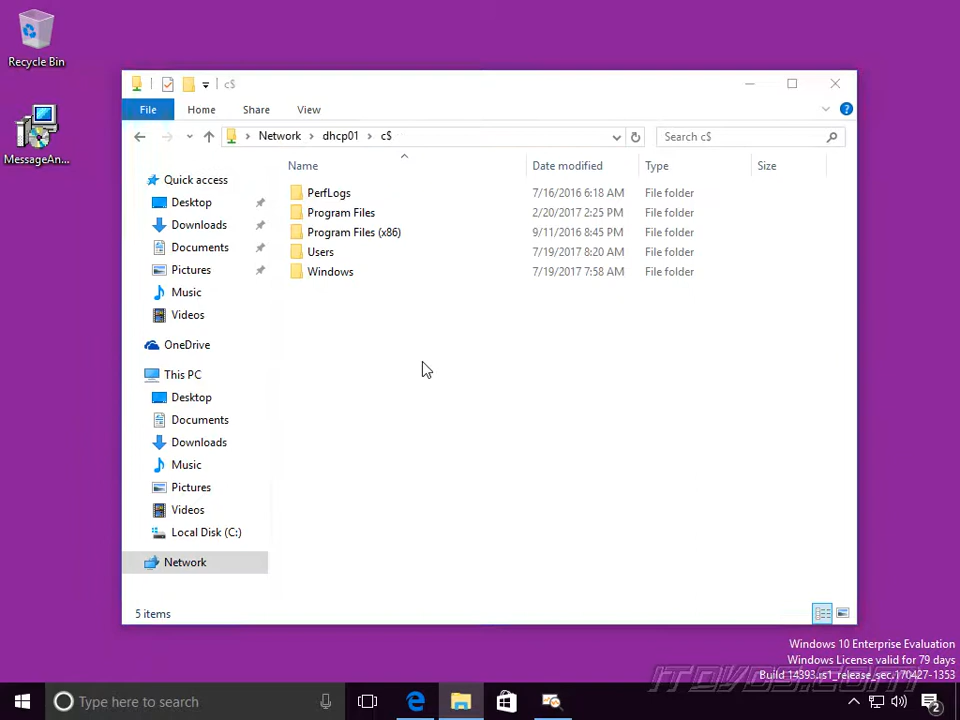 Recycle Bin
MessageAn...
c$
File Home Share View
Network dhcp01 c$
Search c$
Name Date modified Type Size
Quick access
Desktop
Downloads
Documents
Pictures
Music
Videos
OneDrive
This PC
Desktop
Documents
Downloads
Music
Pictures
Videos
Local Disk (C:)
Network
PerfLogs 7/16/2016 6:18 AM File folder
Program Files 2/20/2017 2:25 PM File folder
Program Files (x86) 9/11/2016 8:45 PM File folder
Users 7/19/2017 8:20 AM File folder
Windows 7/19/2017 7:58 AM File folder
5 items
Windows 10 Enterprise Evaluation
Windows License valid for 79 days
Build 14393.rs1_release_sec.170427-1353
Type here to search
2